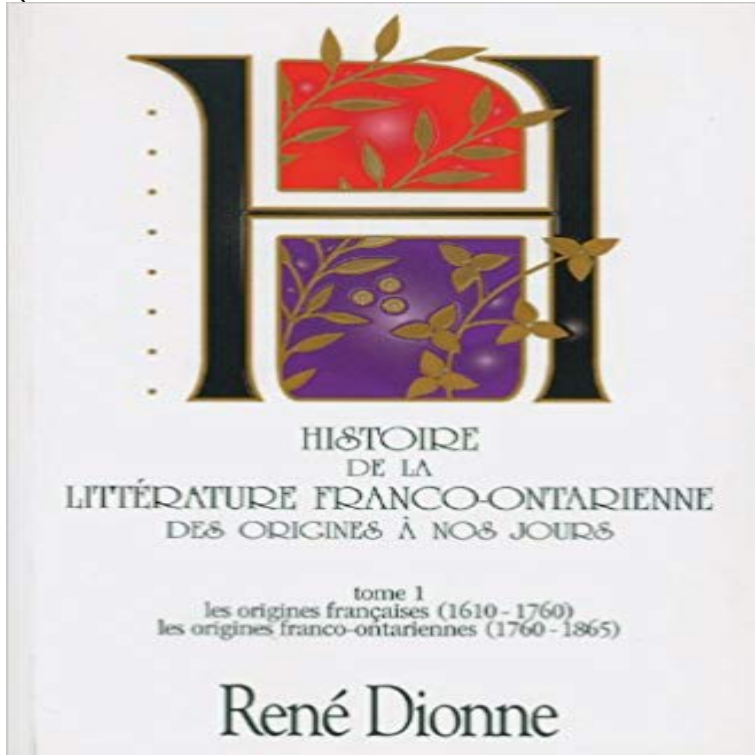 H
HISTOIRE
DE LA
LITTÉRATURE FRANCO-ONTARIENNE
DES ORIGINES À NOS JOURS
tome 1
les origines françaises (1610-1760)
les origines franco-ontariennes (1760-1865)
René Dionne